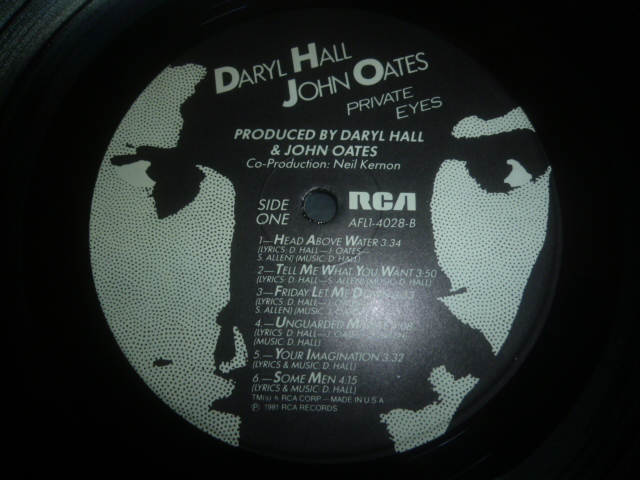 DARYL HALL
JOHN OATES
PRIVATE
EYES
PRODUCED BY DARYL HALL
& JOHN OATES
Co-Production: Neil Kernon
SIDE
ONE
RCA
AFL1-4028-B
1—HEAD ABOVE WATER 3:34
(LYRICS: D. HALL—J. OATES—
S. ALLEN) (MUSIC: D. HALL)
2—TELL ME WHAT YOU WANT 3:50
(LYRICS: D. HALL—S. ALLEN) (MUSIC: D. HALL)
3—FRIDAY LET ME DOWN
(LYRICS: D. HALL—
S. ALLEN) (MUSIC:
4.—UNGUARDED
(LYRICS: D. HALL—
(MUSIC: D. HALL)
5.—YOUR IMAGINATION 3:32
(LYRICS & MUSIC: D. HALL)
6.—SOME MEN 4:15
(LYRICS & MUSIC: D. HALL)
TM(s) ® RCA CORP—MADE IN U.S.A
℗ 1981 RCA RECORDS